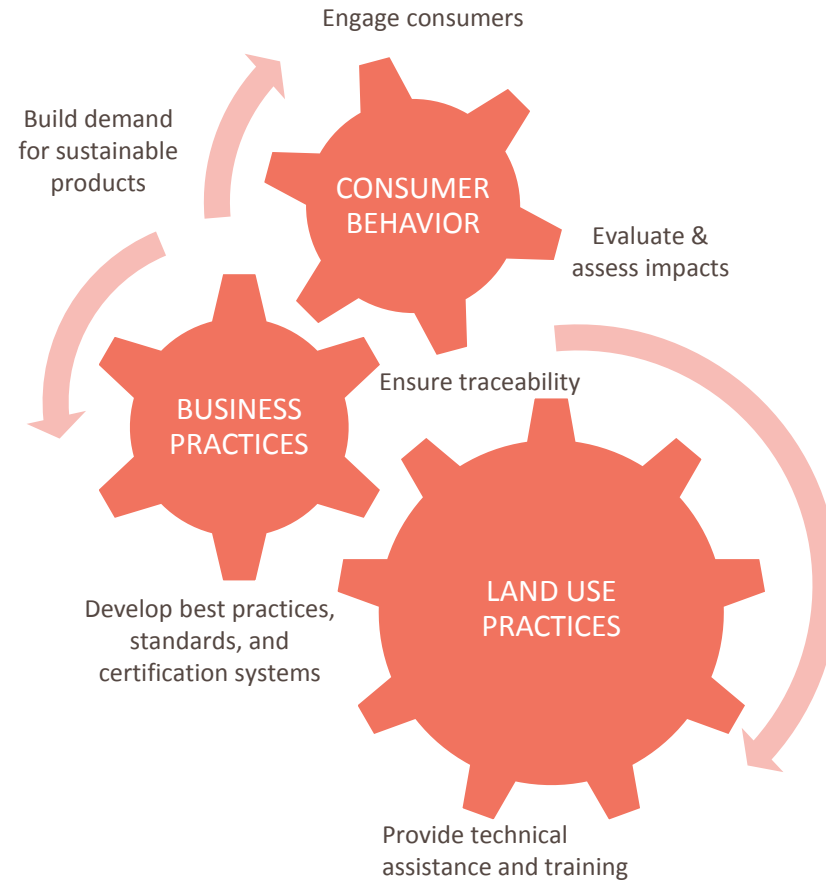 Engage consumers
Build demand
for sustainable
products
CONSUMER
BEHAVIOR
Evaluate &
assess impacts
Ensure traceability
BUSINESS
PRACTICES
LAND USE
PRACTICES
Develop best practices,
standards, and
certification systems
Provide technical
assistance and training